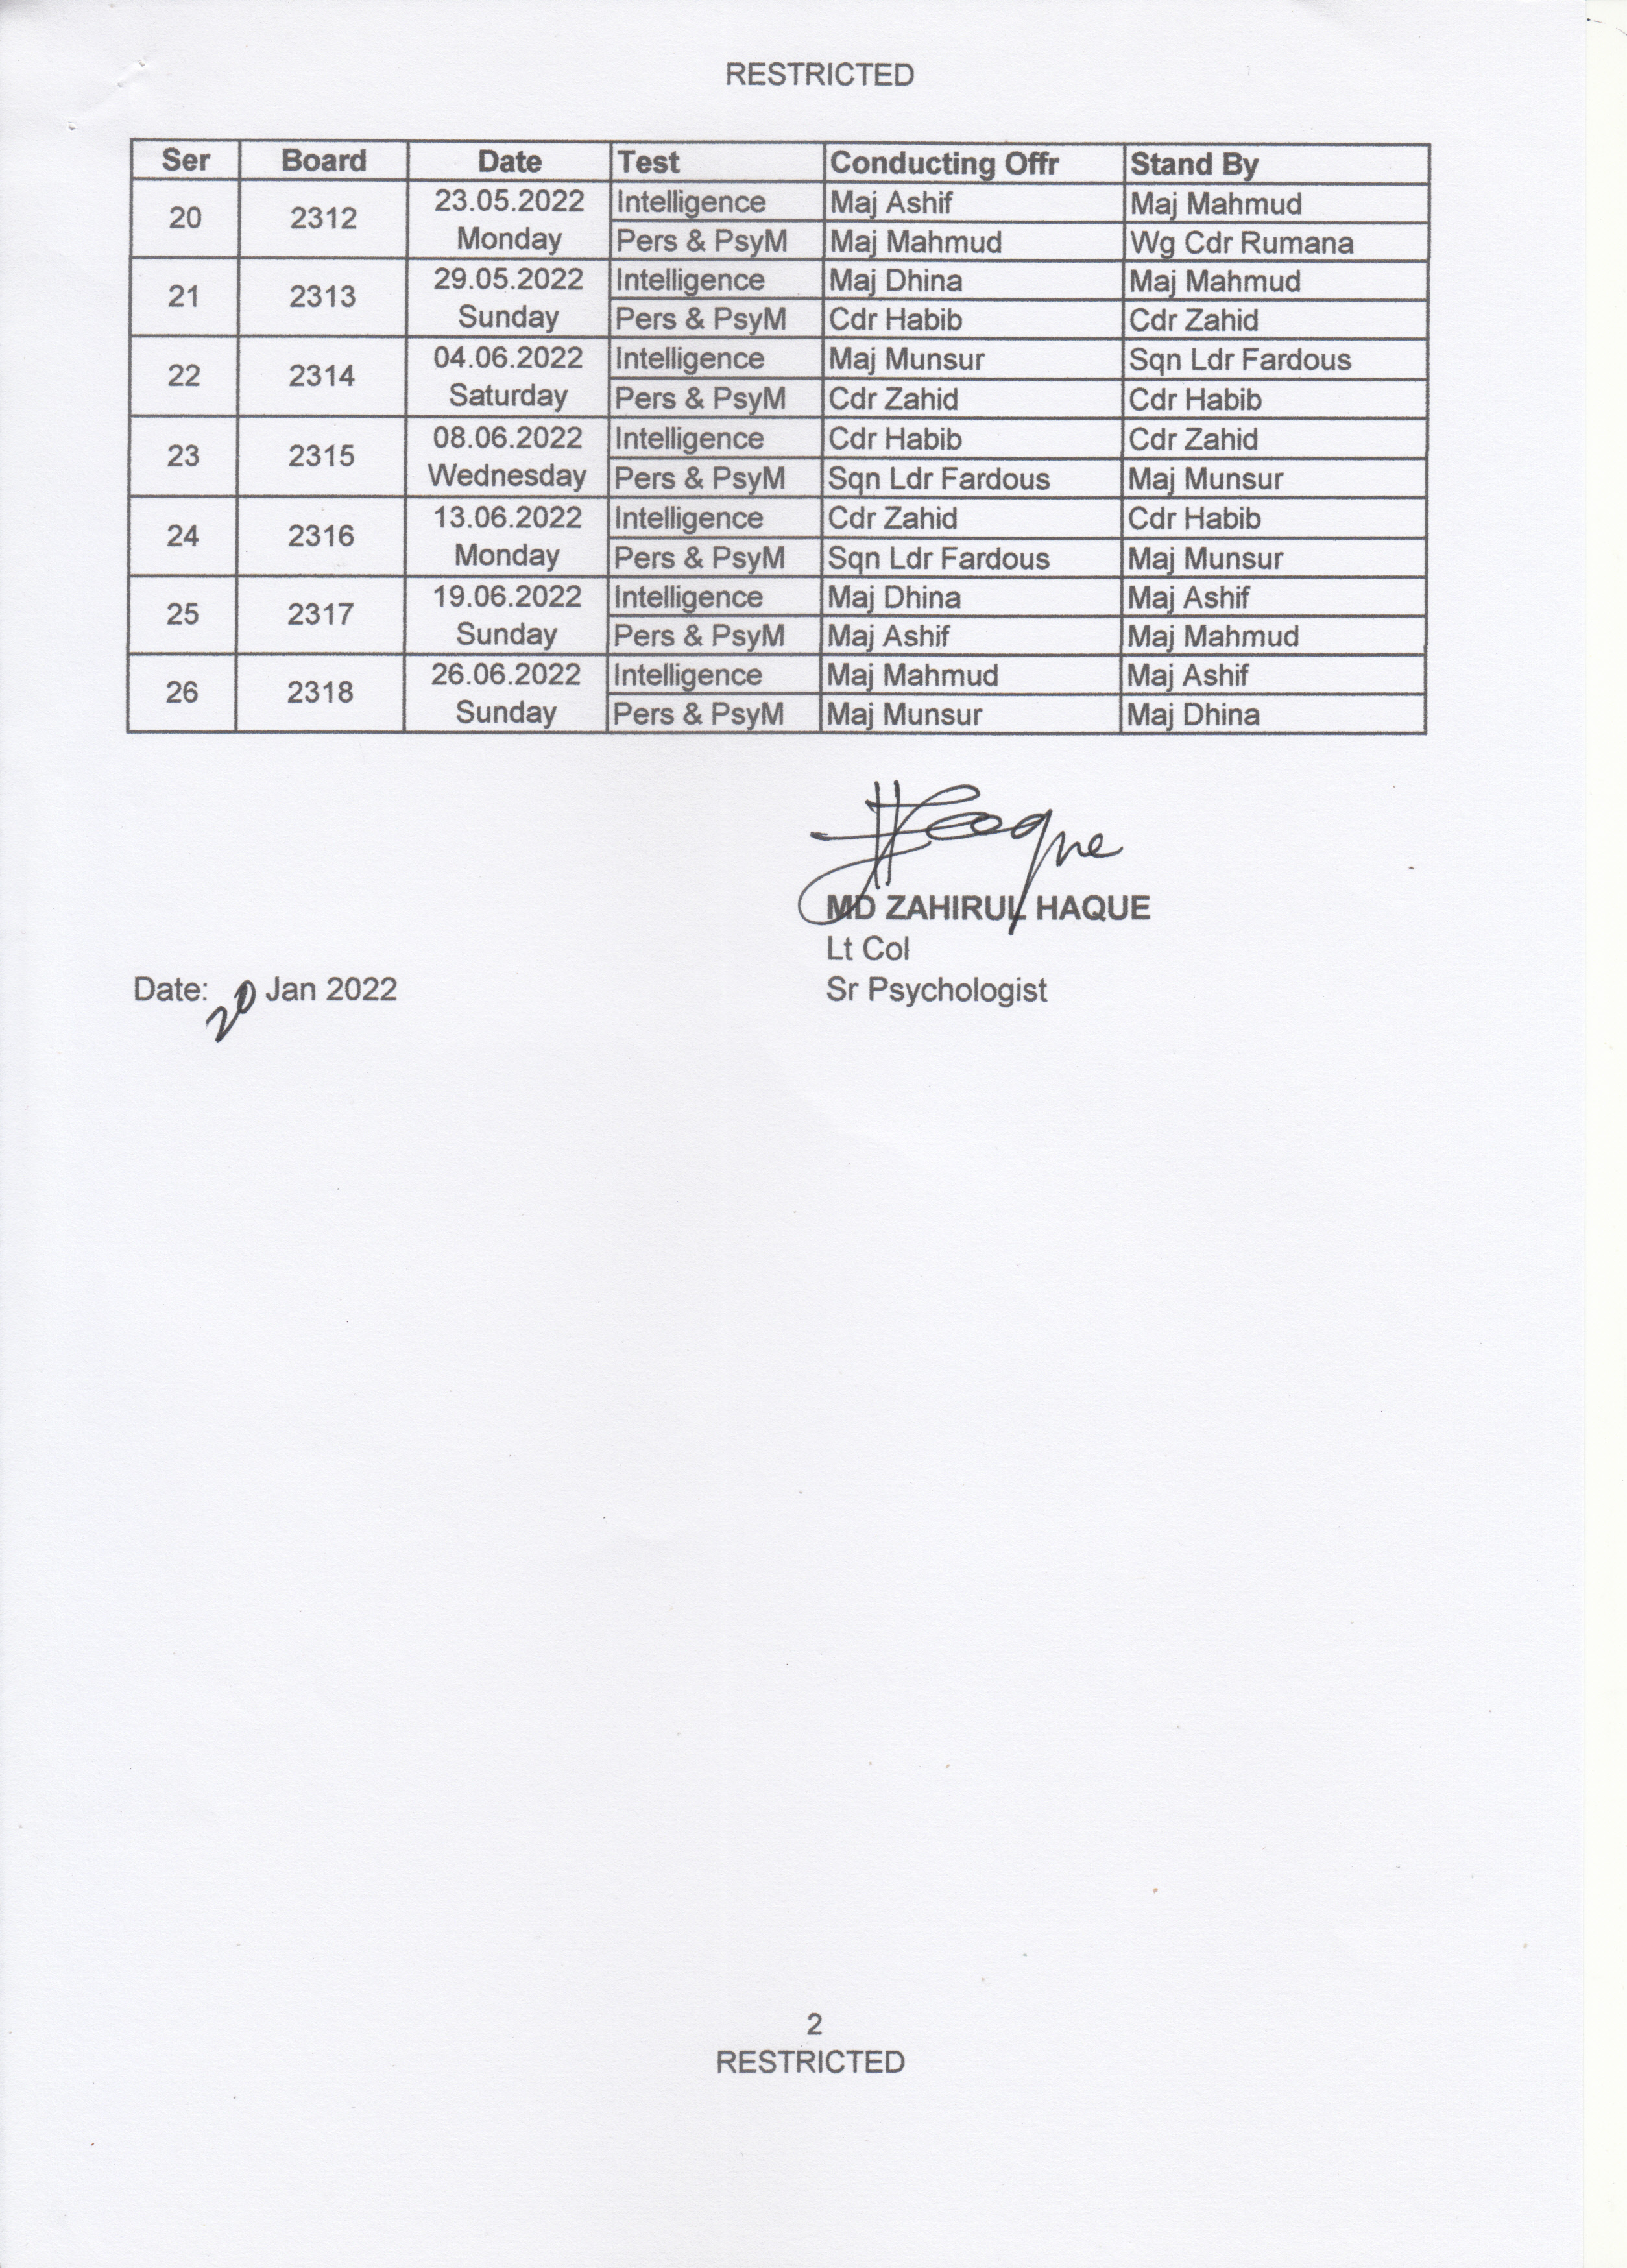 RESTRICTED
Ser Board Date Test Conducting Offr Stand By
20 2312 23.05.2022 Monday Intelligence Maj Ashif Maj Mahmud
Pers & PsyM Maj Mahmud Wg Cdr Rumana
21 2313 29.05.2022 Sunday Intelligence Maj Dhina Maj Mahmud
Pers & PsyM Cdr Habib Cdr Zahid
22 2314 04.06.2022 Saturday Intelligence Maj Munsur Sqn Ldr Fardous
Pers & PsyM Cdr Zahid Cdr Habib
23 2315 08.06.2022 Wednesday Intelligence Cdr Habib Cdr Zahid
Pers & PsyM Sqn Ldr Fardous Maj Munsur
24 2316 13.06.2022 Monday Intelligence Cdr Zahid Cdr Habib
Pers & PsyM Sqn Ldr Fardous Maj Munsur
25 2317 19.06.2022 Sunday Intelligence Maj Dhina Maj Ashif
Pers & PsyM Maj Ashif Maj Mahmud
26 2318 26.06.2022 Sunday Intelligence Maj Mahmud Maj Ashif
Pers & PsyM Maj Munsur Maj Dhina
Haque
MD ZAHIRUL HAQUE
Lt Col
Date: 20 Jan 2022 Sr Psychologist
2
RESTRICTED